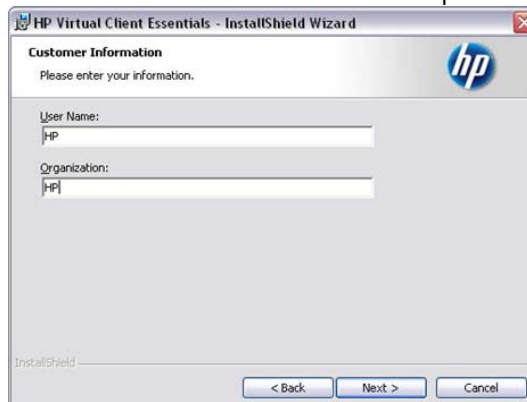 HP Virtual Client Essentials - InstallShield Wizard
Customer Information
Please enter your information.
hp
User Name:
HP
Organization:
HP
InstallShield
< Back Next > Cancel